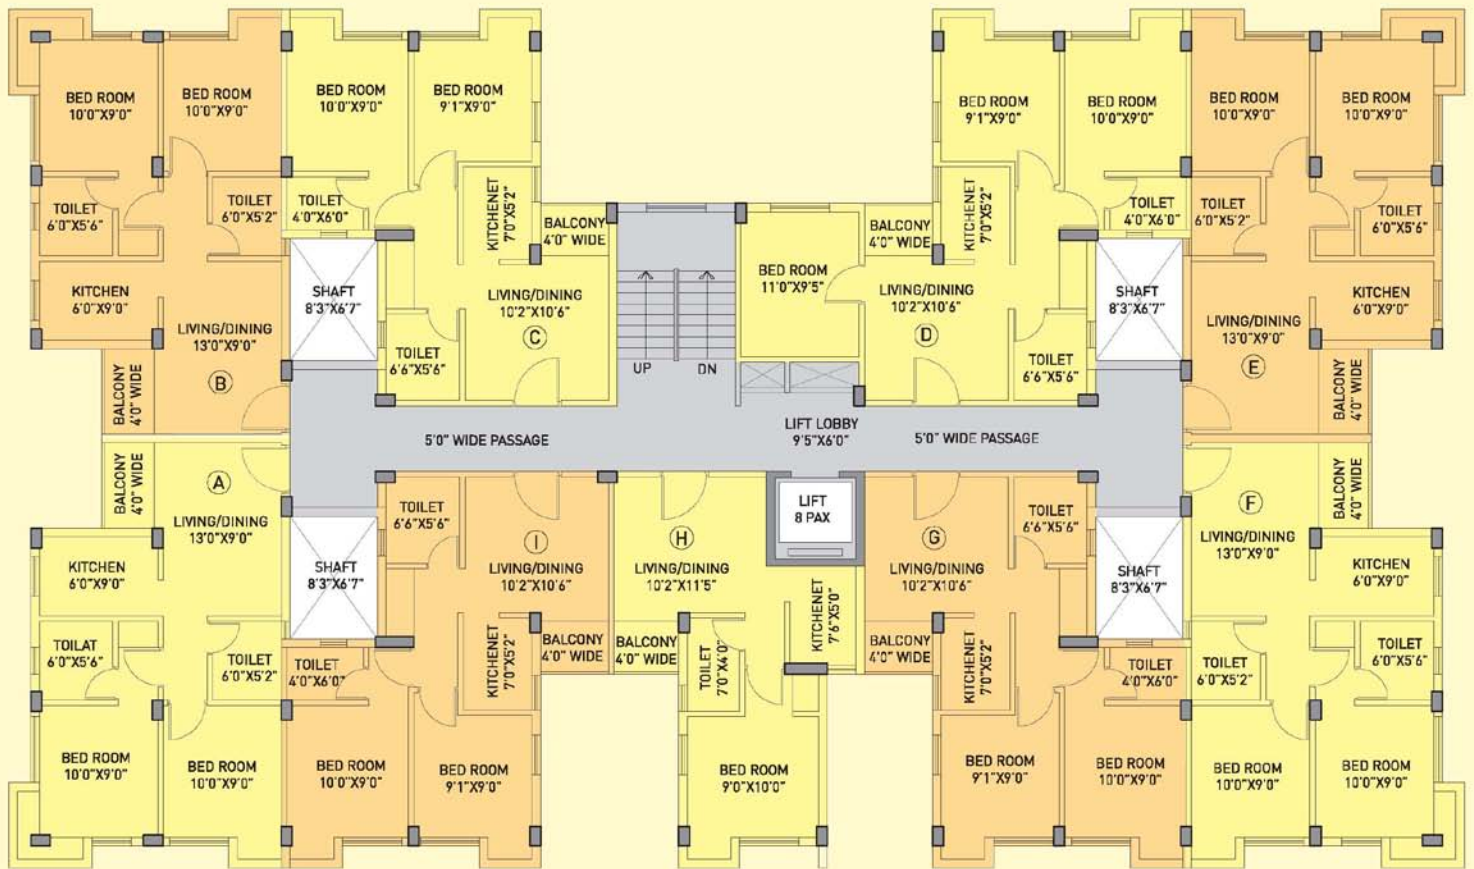 BED ROOM
10'0"X9'0"
BED ROOM
10'0"X9'0"
BED ROOM
10'0"X9'0"
BED ROOM
9'1"X9'0"
TOILET
6'0"X5'6"
TOILET
6'0"X5'2"
TOILET
4'0"X6'0"
KITCHENET
7'0"X5'2"
BALCONY
4'0" WIDE
KITCHEN
6'0"X9'0"
LIVING/DINING
13'0"X9'0"
B
BALCONY
4'0" WIDE
SHAFT
8'3"X6'7"
LIVING/DINING
10'2"X10'6"
C
TOILET
6'6"X5'6"
UP
DN
BED ROOM
9'1"X9'0"
BED ROOM
10'0"X9'0"
BED ROOM
10'0"X9'0"
BED ROOM
10'0"X9'0"
BED ROOM
11'0"X9'5"
BALCONY
4'0" WIDE
KITCHENET
7'0"X5'2"
TOILET
4'0"X6'0"
TOILET
6'0"X5'2"
TOILET
6'0"X5'6"
LIVING/DINING
10'2"X10'6"
D
TOILET
6'6"X5'6"
SHAFT
8'3"X6'7"
KITCHEN
6'0"X9'0"
LIVING/DINING
13'0"X9'0"
E
BALCONY
4'0" WIDE
5'0" WIDE PASSAGE
LIFT LOBBY
9'5"X6'0"
5'0" WIDE PASSAGE
BALCONY
4'0" WIDE
A
LIVING/DINING
13'0"X9'0"
KITCHEN
6'0"X9'0"
TOILAT
6'0"X5'6"
TOILET
6'0"X5'2"
BED ROOM
10'0"X9'0"
BED ROOM
10'0"X9'0"
SHAFT
8'3"X6'7"
TOILET
6'6"X5'6"
I
LIVING/DINING
10'2"X10'6"
TOILET
4'0"X6'0"
KITCHENET
7'0"X5'2"
BALCONY
4'0" WIDE
BED ROOM
10'0"X9'0"
BED ROOM
9'1"X9'0"
H
LIVING/DINING
10'2"X11'5"
LIFT
8 PAX
BALCONY
4'0" WIDE
TOILET
7'0"X4'0"
KITCHENET
7'6"X5'0"
BED ROOM
9'0"X10'0"
G
LIVING/DINING
10'2"X10'6"
TOILET
6'6"X5'6"
BALCONY
4'0" WIDE
KITCHENET
7'0"X5'2"
TOILET
4'0"X6'0"
BED ROOM
9'1"X9'0"
BED ROOM
10'0"X9'0"
SHAFT
8'3"X6'7"
F
LIVING/DINING
13'0"X9'0"
BALCONY
4'0" WIDE
KITCHEN
6'0"X9'0"
TOILET
6'0"X5'2"
TOILET
6'0"X5'6"
BED ROOM
10'0"X9'0"
BED ROOM
10'0"X9'0"